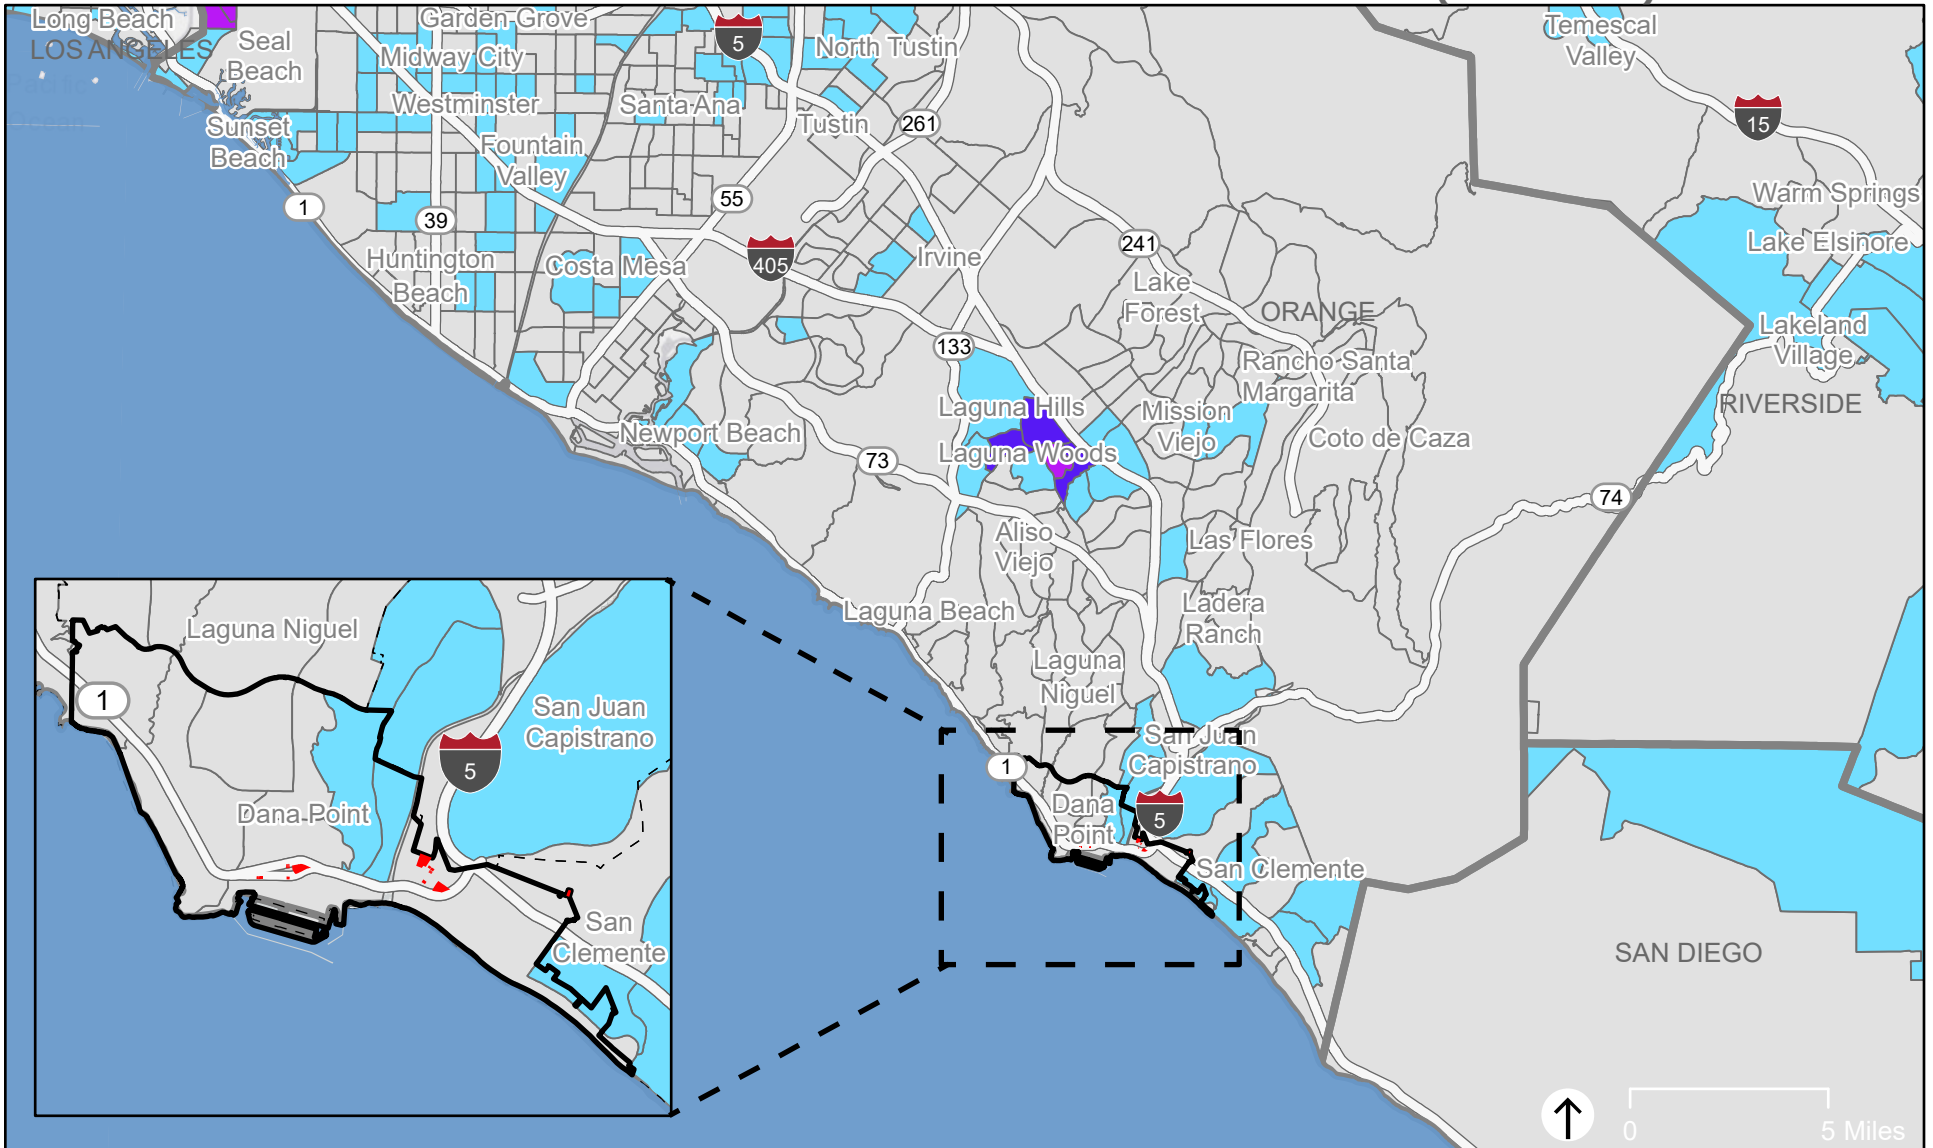 Long Beach
LOS ANGELES
Pacific
Ocean
Seal
Beach
Sunset
Beach
Garden Grove
Midway City
Westminster
Fountain
Valley
Santa Ana
North Tustin
Tustin
5
261
55
39
1
405
Huntington
Beach
Costa Mesa
Irvine
241
Lake
Forest
ORANGE
133
Rancho Santa
Margarita
Laguna Hills
Laguna Woods
Mission
Viejo
Coto de Caza
Newport Beach
73
Temescal
Valley
15
Warm Springs
Lake Elsinore
Lakeland
Village
RIVERSIDE
74
Aliso
Viejo
Las Flores
Laguna Beach
Ladera
Ranch
Laguna
Niguel
San Juan
Capistrano
1
Dana
Point
5
San Clemente
SAN DIEGO
Laguna Niguel
1
San Juan
Capistrano
5
Dana Point
San
Clemente
0
5 Miles